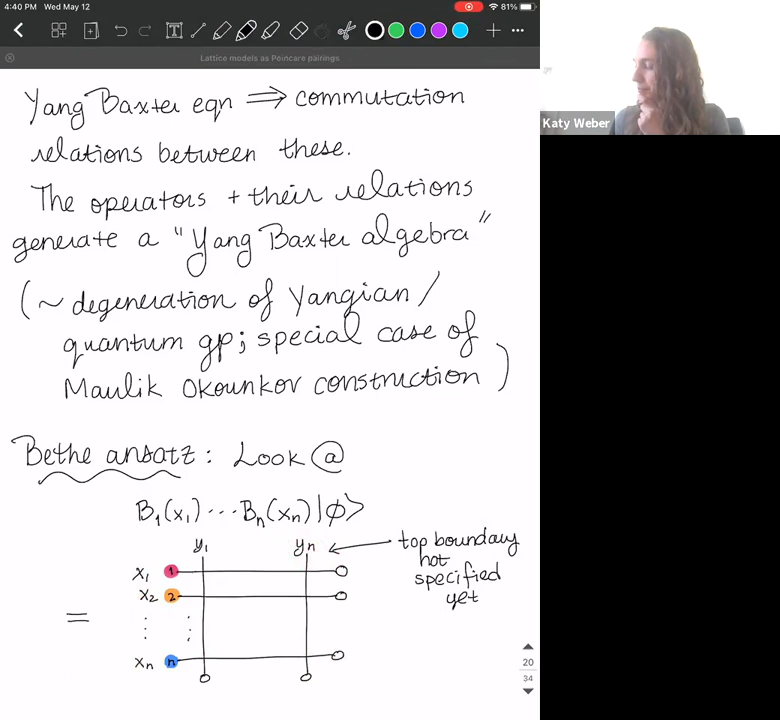 4:40 PM Wed May 12
81%
Lattice models as Poincare pairings
Katy Weber
Yang Baxter eqn ⟹ commutation
relations between these.
The operators + their relations
generate a "Yang Baxter algebra"
(~ degeneration of Yangian/
quantum gp; special case of
Maulik Okounkov construction)
Bethe ansatz: Look @
B₁(x₁)···Bₙ(xₙ)|ϕ⟩
y₁ yₙ
top boundary
not
specified
yet
x₁ 1
x₂ 2
=
⋮ ⋮
xₙ n
20
34